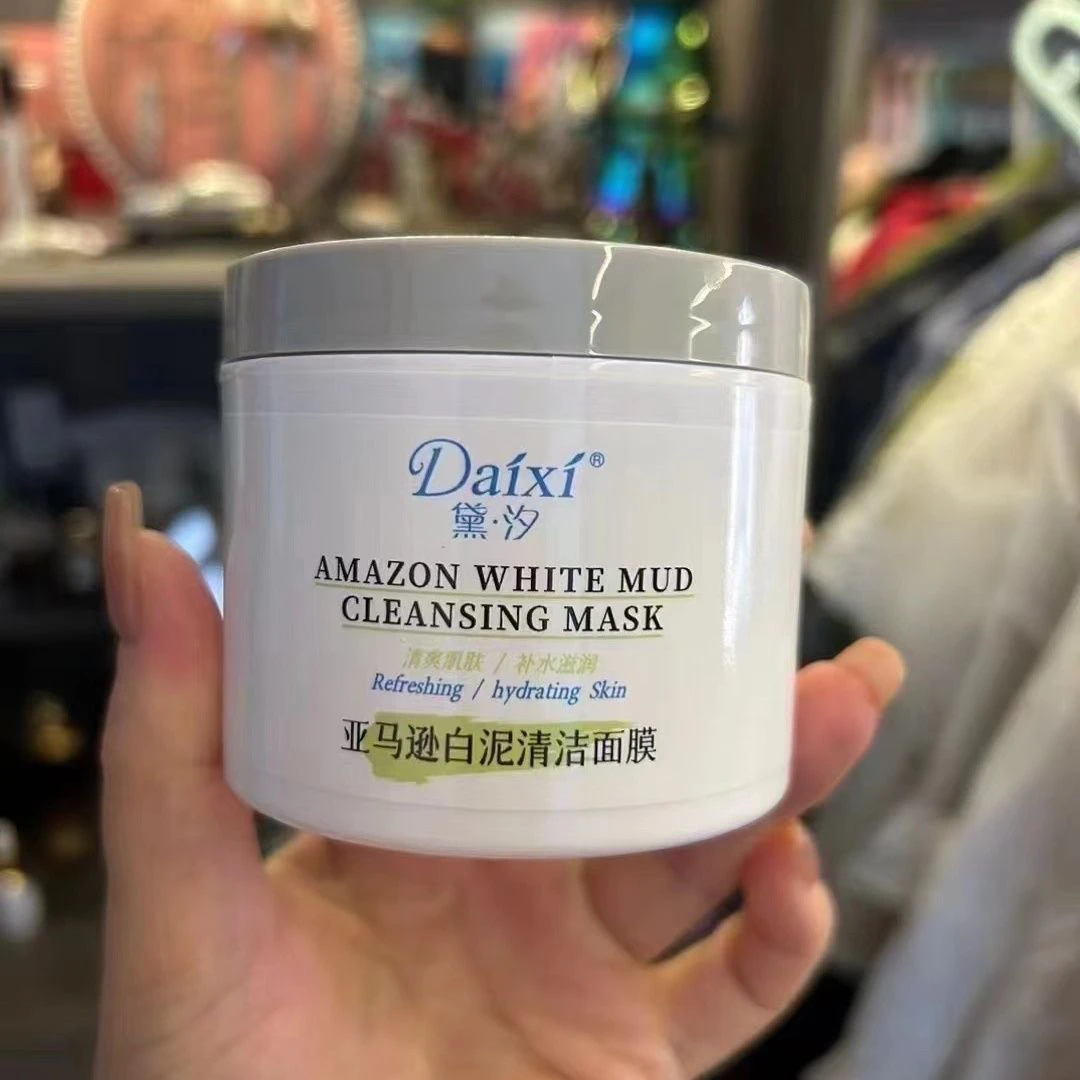 Daíxí®
黛·汐
AMAZON WHITE MUD
CLEANSING MASK
清爽肌肤 / 补水滋润
Refreshing / hydrating Skin
亚马逊白泥清洁面膜